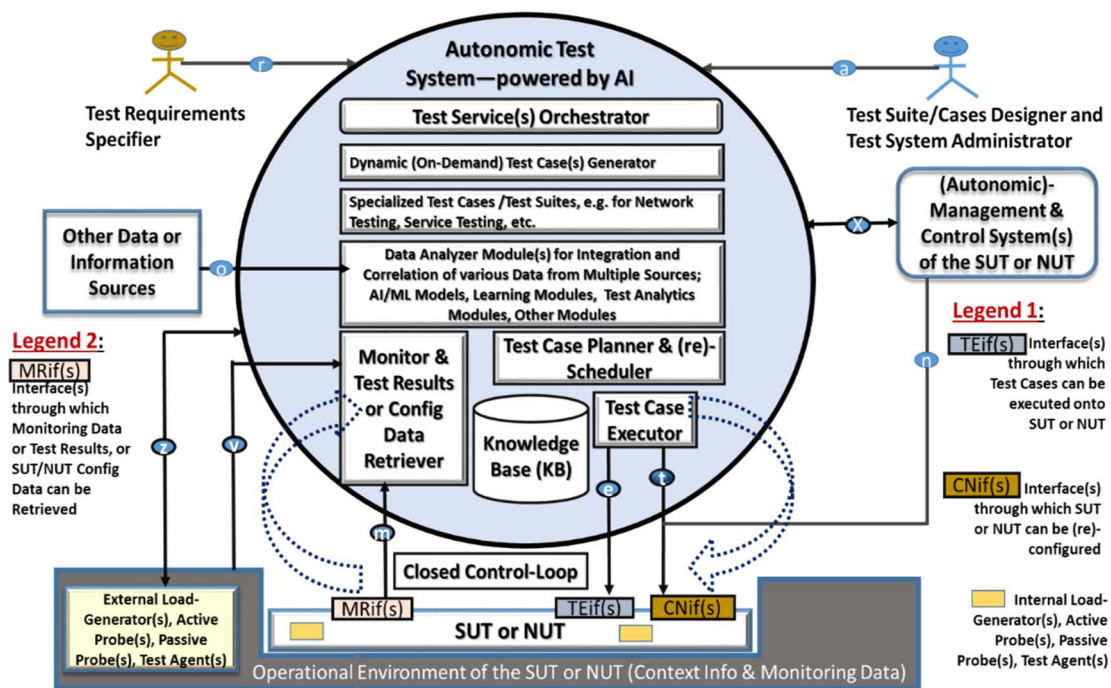 Autonomic Test
System—powered by AI
r
a
Test Requirements
Specifier
Test Suite/Cases Designer and
Test System Administrator
Test Service(s) Orchestrator
Dynamic (On-Demand) Test Case(s) Generator
Specialized Test Cases /Test Suites, e.g. for Network
Testing, Service Testing, etc.
(Autonomic)-
Management &
Control System(s)
of the SUT or NUT
X
Other Data or
Information
Sources
o
Data Analyzer Module(s) for Integration and
Correlation of various Data from Multiple Sources;
AI/ML Models, Learning Modules, Test Analytics
Modules, Other Modules
Legend 2:
MRif(s)
Interface(s)
through which
Monitoring Data
or Test Results, or
SUT/NUT Config
Data can be
Retrieved
z
v
Monitor &
Test Results
or Config
Data
Retriever
Test Case Planner & (re)-
Scheduler
Knowledge
Base (KB)
Test Case
Executor
e
t
m
n
Legend 1:
TEif(s) Interface(s)
through which
Test Cases can be
executed onto
SUT or NUT
CNif(s) Interface(s)
through which SUT
or NUT can be (re)-
configured
Internal Load-
Generator(s), Active
Probe(s), Passive
Probe(s), Test Agent(s)
Closed Control-Loop
External Load-
Generator(s), Active
Probe(s), Passive
Probe(s), Test Agent(s)
MRif(s)
TEif(s)
CNif(s)
SUT or NUT
Operational Environment of the SUT or NUT (Context Info & Monitoring Data)